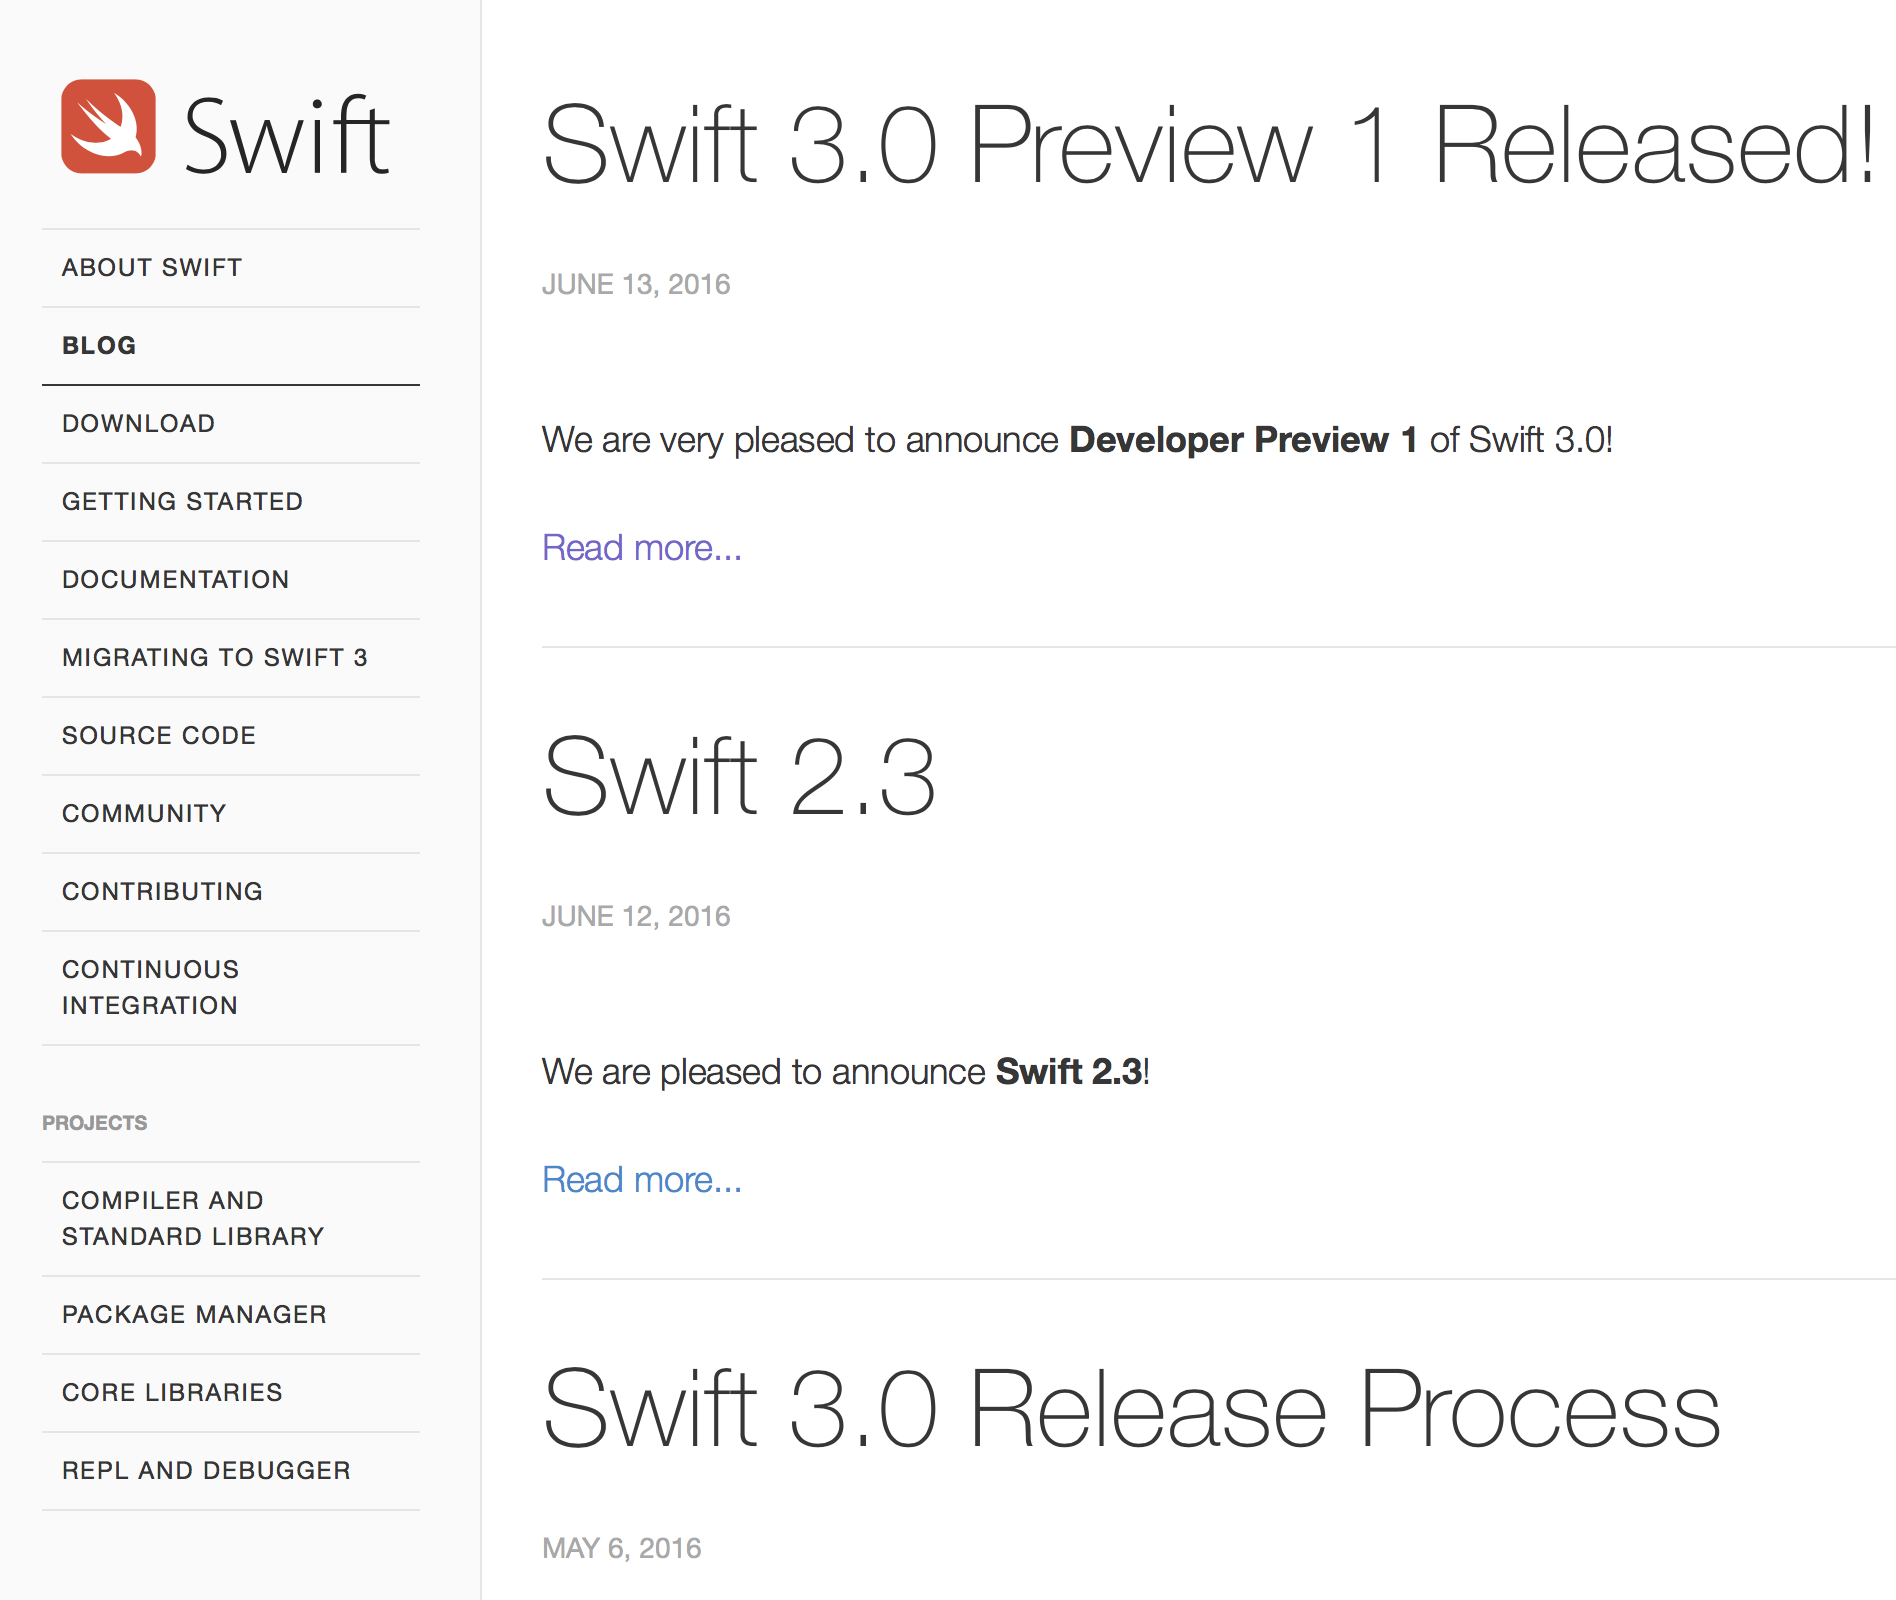 Swift
ABOUT SWIFT
BLOG
DOWNLOAD
GETTING STARTED
DOCUMENTATION
MIGRATING TO SWIFT 3
SOURCE CODE
COMMUNITY
CONTRIBUTING
CONTINUOUS
INTEGRATION
PROJECTS
COMPILER AND
STANDARD LIBRARY
PACKAGE MANAGER
CORE LIBRARIES
REPL AND DEBUGGER
Swift 3.0 Preview 1 Released!
JUNE 13, 2016
We are very pleased to announce Developer Preview 1 of Swift 3.0!
Read more...
Swift 2.3
JUNE 12, 2016
We are pleased to announce Swift 2.3!
Read more...
Swift 3.0 Release Process
MAY 6, 2016